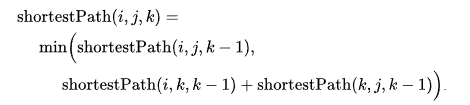 shortestPath(i, j, k) =
min(shortestPath(i, j, k − 1),
shortestPath(i, k, k − 1) + shortestPath(k, j, k − 1)).